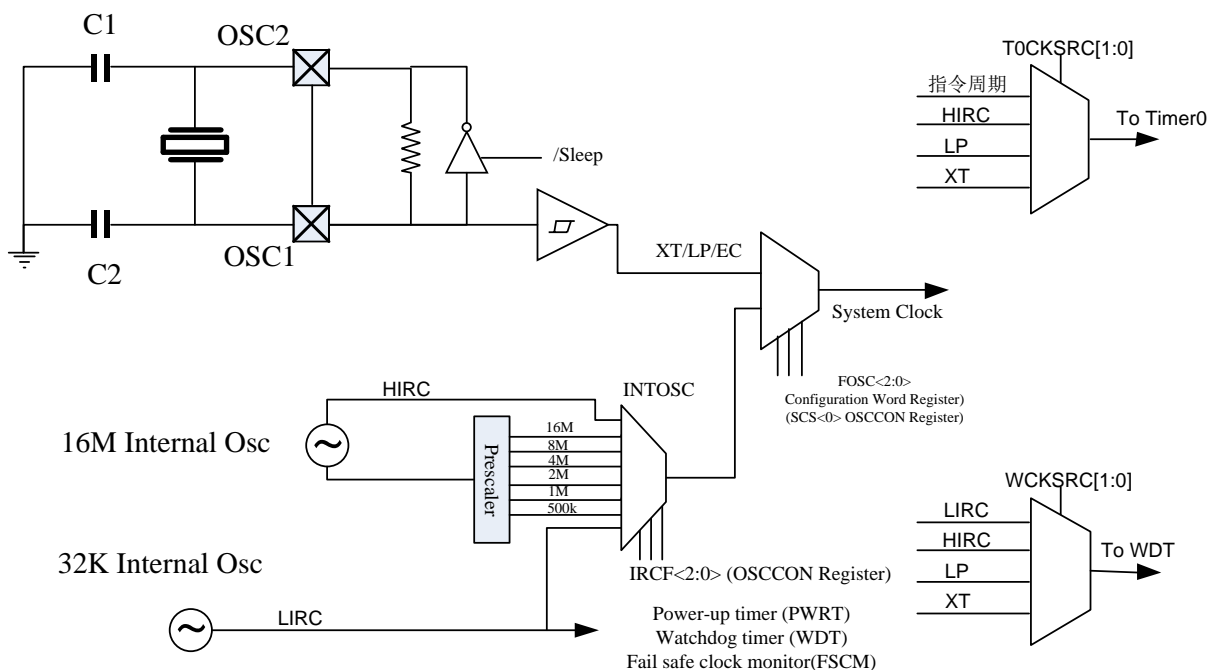 C1
OSC2
/Sleep
OSC1
C2
XT/LP/EC
System Clock
FOSC<2:0>
Configuration Word Register)
(SCS<0> OSCCON Register)
T0CKSRC[1:0]
指令周期
HIRC
LP
XT
To Timer0
HIRC
INTOSC
16M Internal Osc
Prescaler
16M
8M
4M
2M
1M
500k
IRCF<2:0> (OSCCON Register)
32K Internal Osc
LIRC
Power-up timer (PWRT)
Watchdog timer (WDT)
Fail safe clock monitor(FSCM)
WCKSRC[1:0]
LIRC
HIRC
LP
XT
To WDT